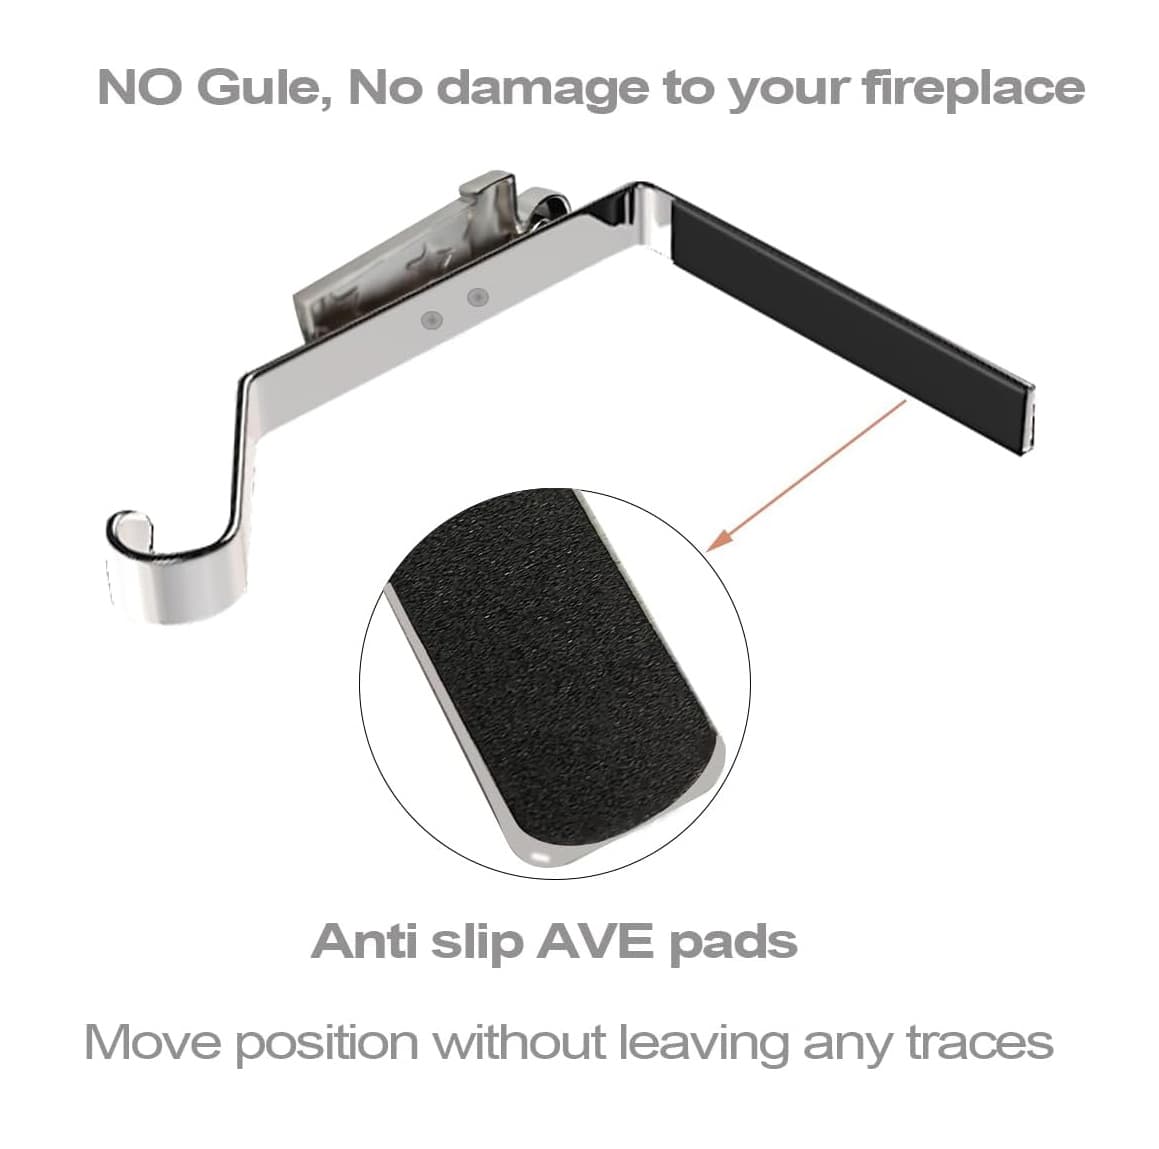 NO Gule, No damage to your fireplace
Anti slip AVE pads
Move position without leaving any traces